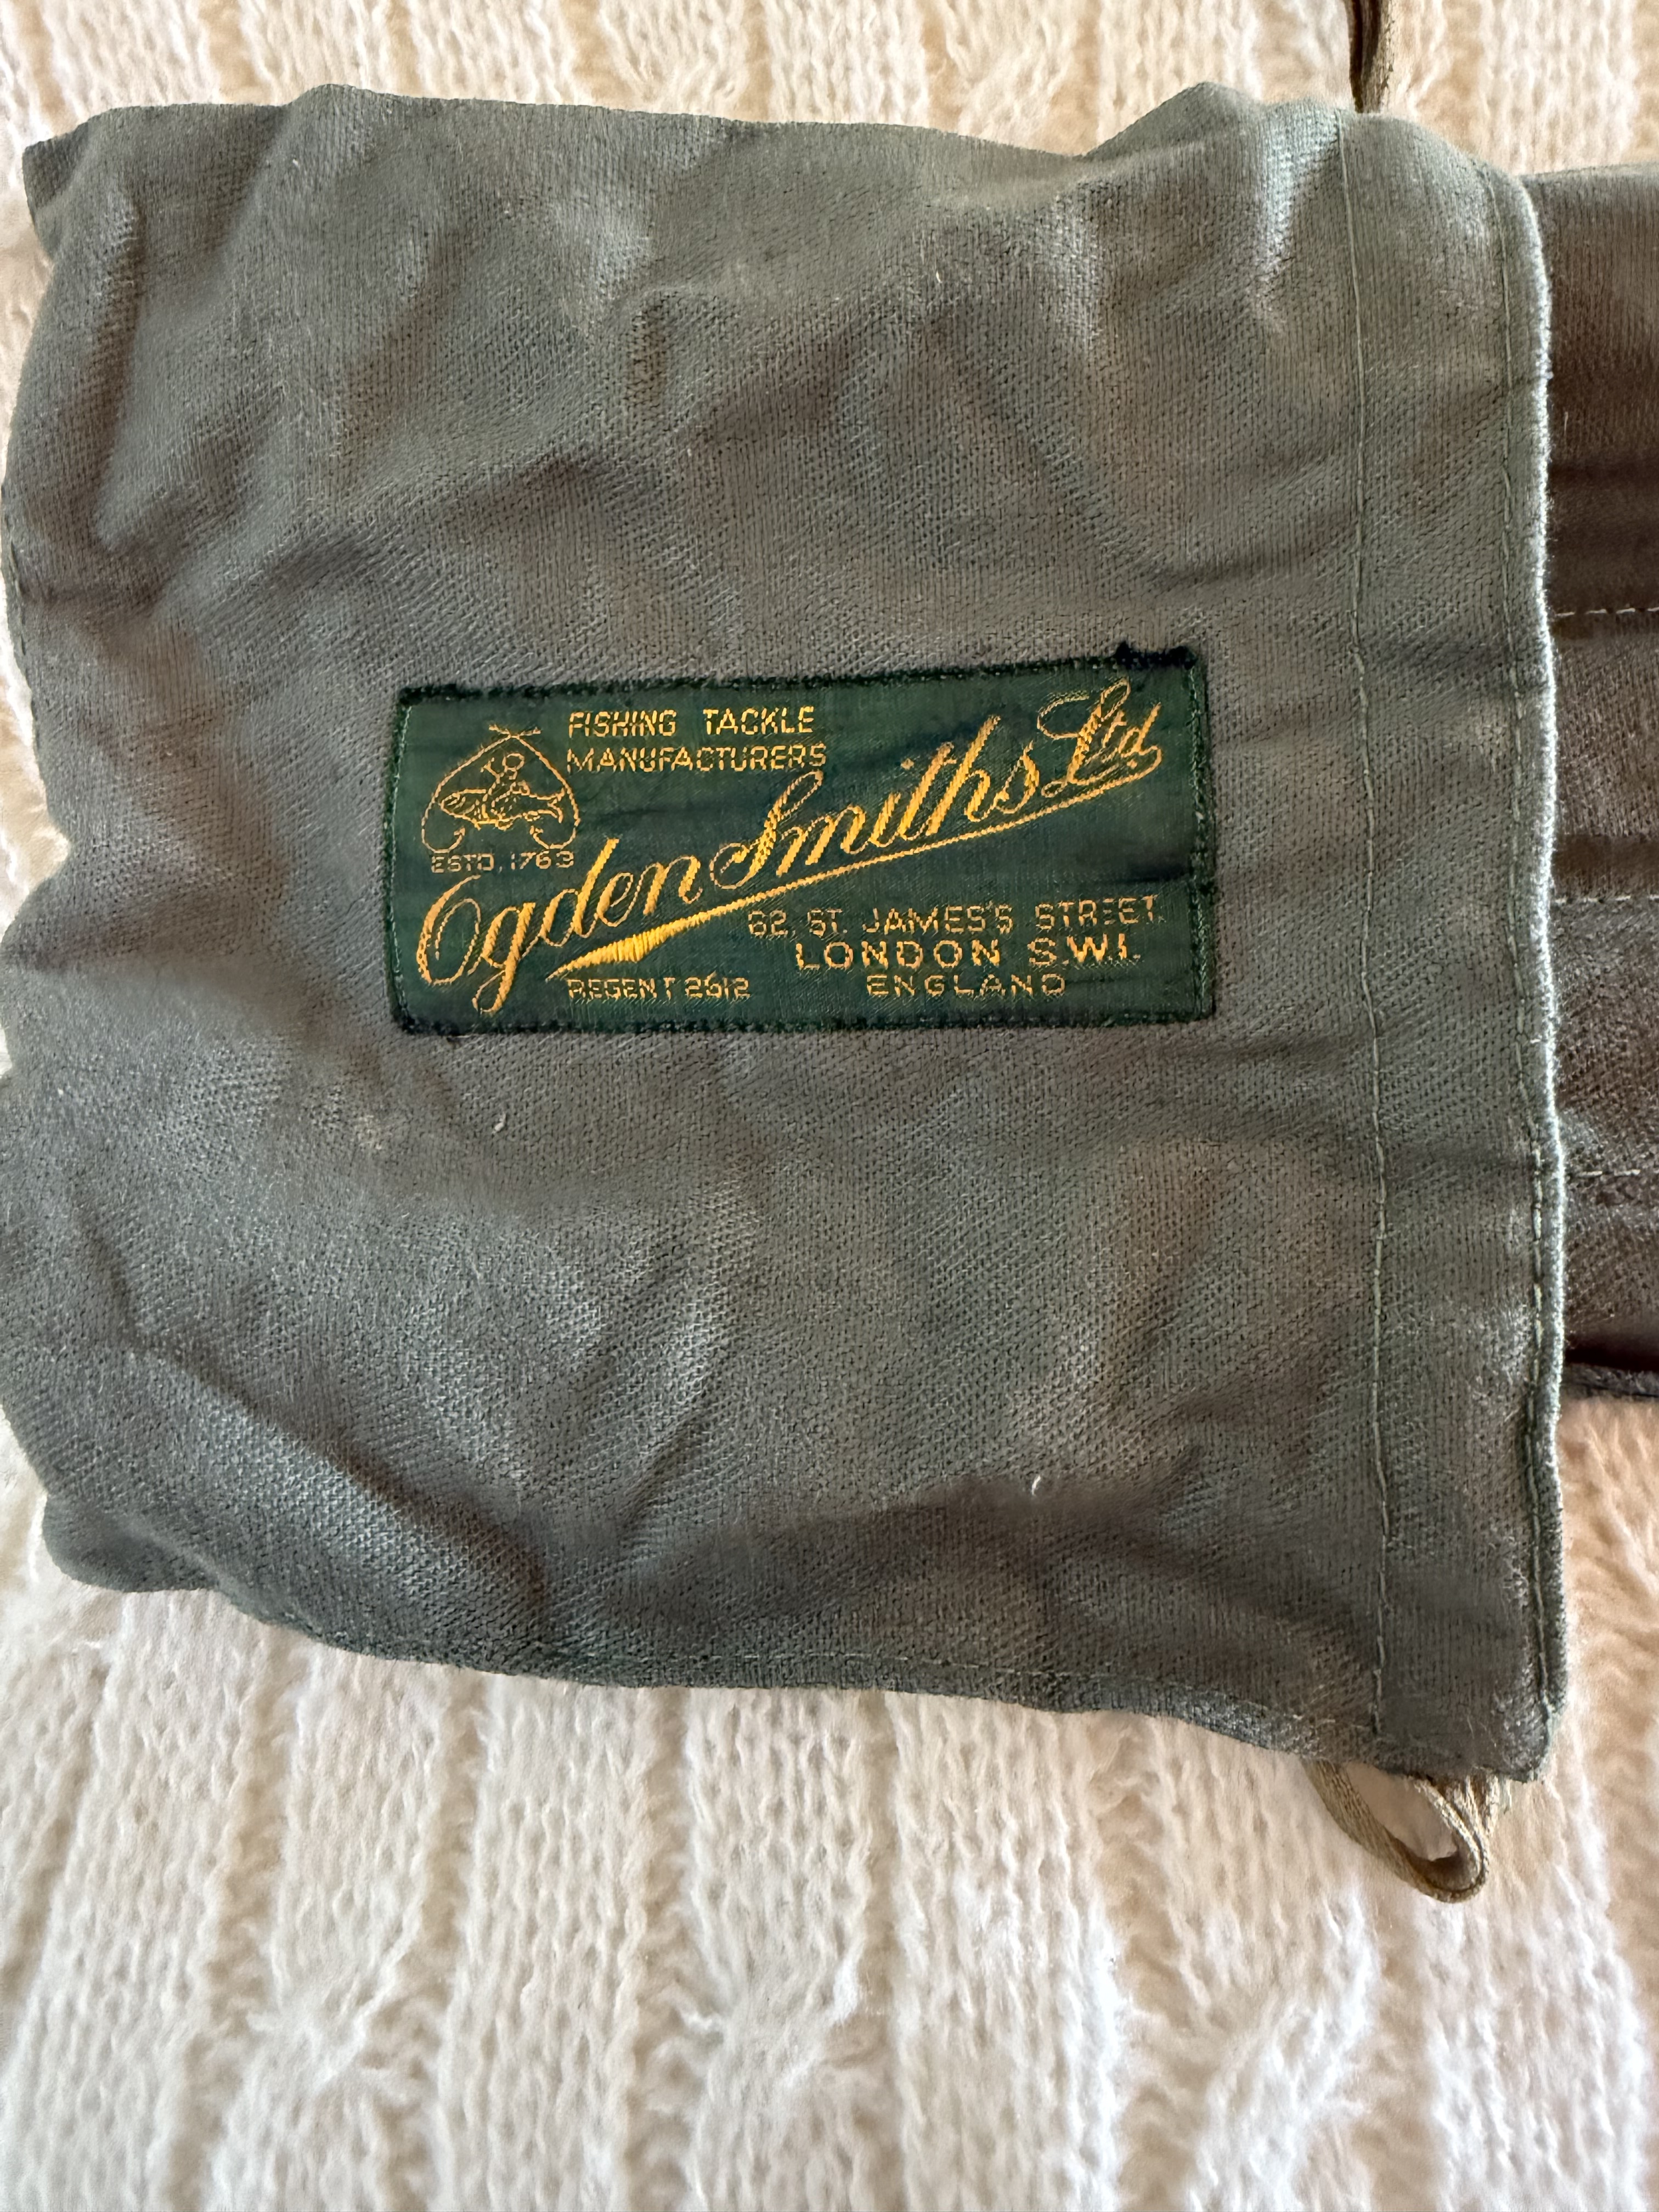 FISHING TACKLE
MANUFACTURERS
ESTD. 1763
Ogden Smiths Ltd.
62, ST. JAMES'S STREET.
LONDON S.W.1.
REGENT 2612
ENGLAND